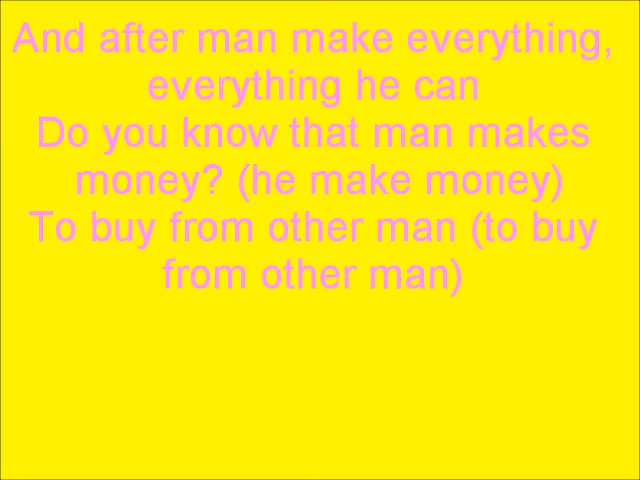 And after man make everything,
everything he can
Do you know that man makes
money? (he make money)
To buy from other man (to buy
from other man)